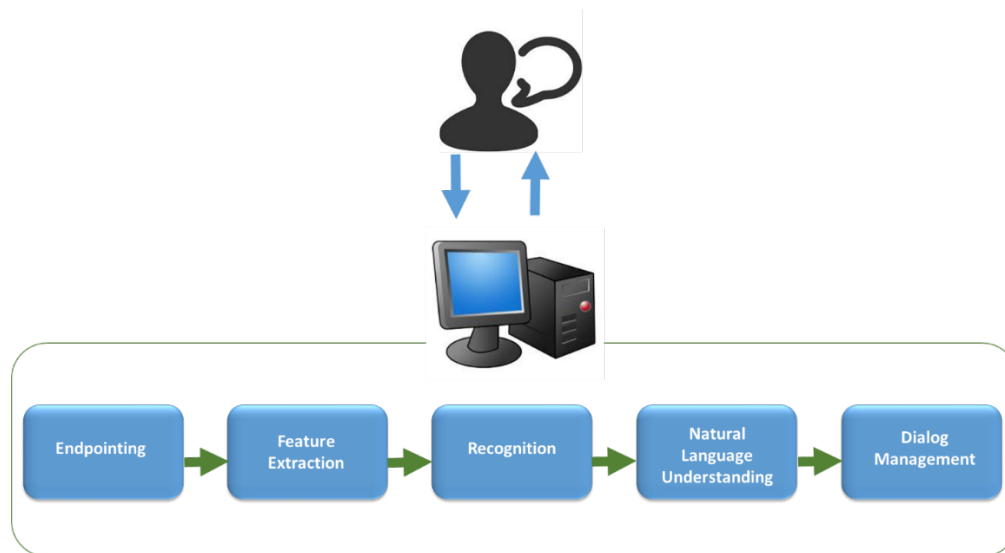 Endpointing
Feature
Extraction
Recognition
Natural
Language
Understanding
Dialog
Management